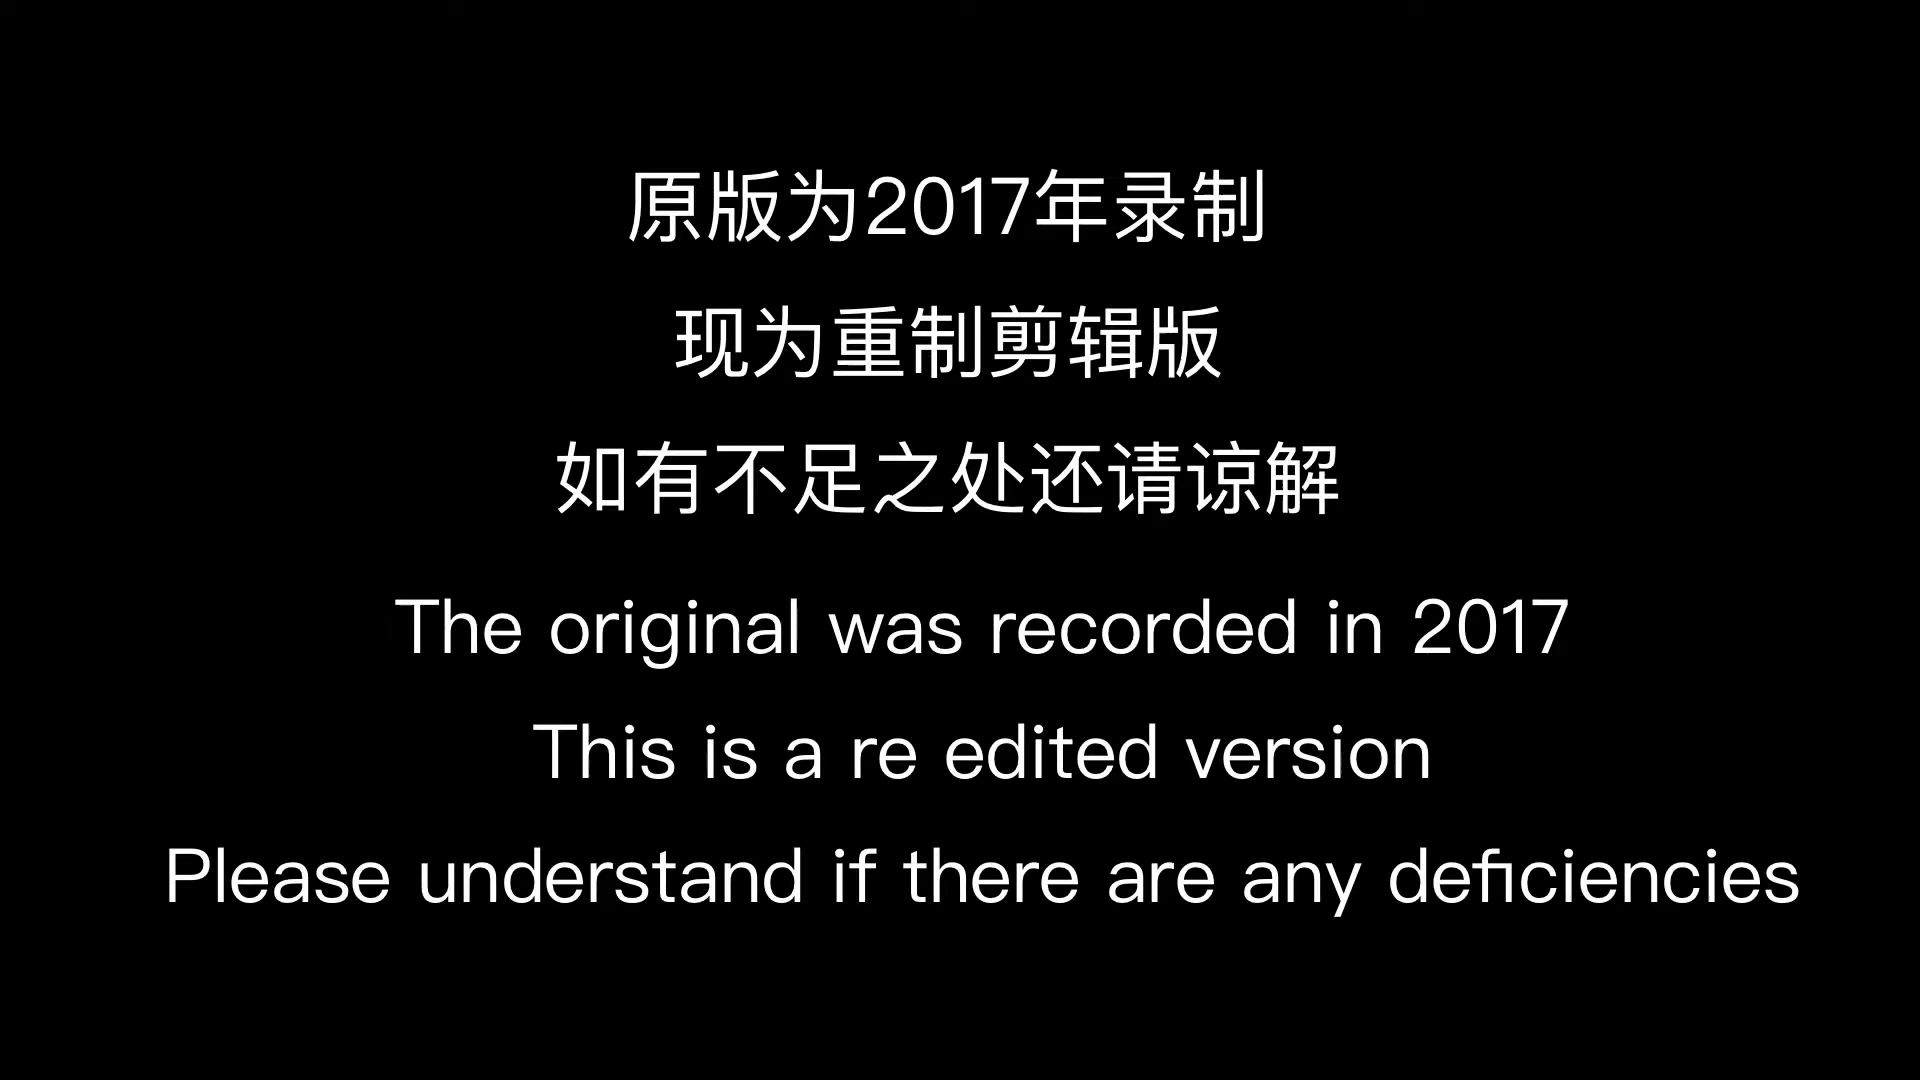 原版为2017年录制
现为重制剪辑版
如有不足之处还请谅解
The original was recorded in 2017
This is a re edited version
Please understand if there are any deficiencies